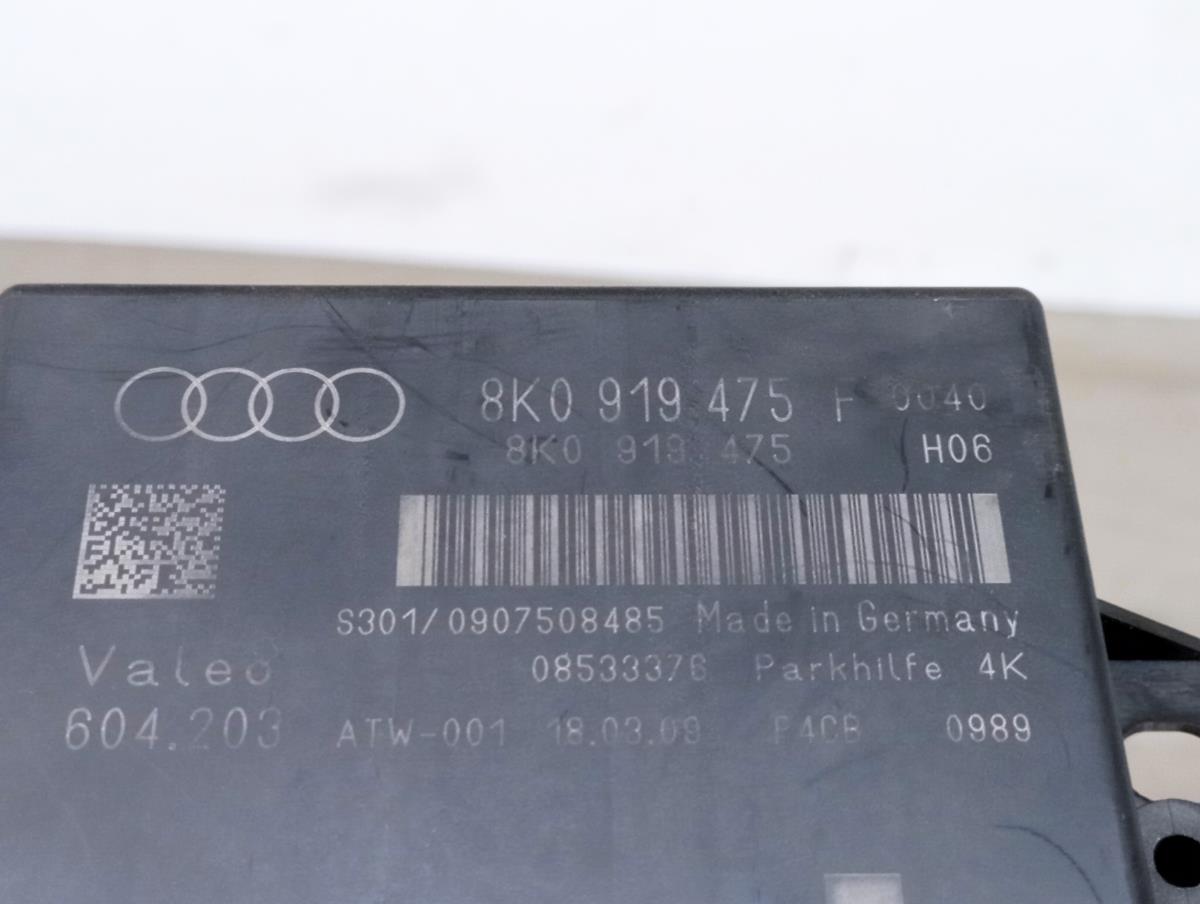 8K0 919 475 F 0040
8K0 919 475 H06
S301/0907508485 Made in Germany
Valeo 08533376 Parkhilfe 4K
604.203 ATW-001 18.03.09 P4CB 0989